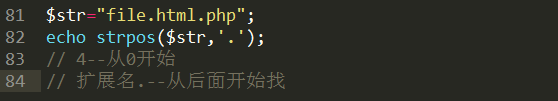 81 $str="file.html.php";
82 echo strpos($str,'.');
83 // 4--从0开始
84 // 扩展名.--从后面开始找